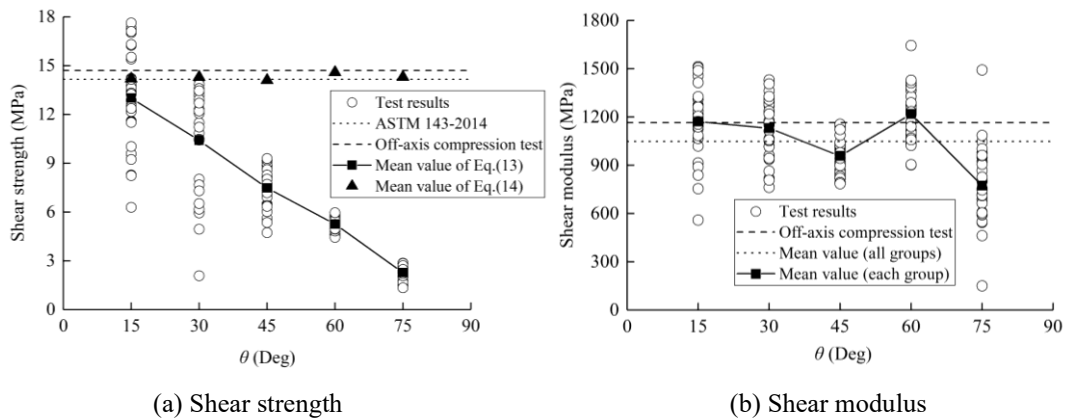 18
15
12
9
6
3
0
Shear strength (MPa)
Test results
ASTM 143-2014
Off-axis compression test
Mean value of Eq.(13)
Mean value of Eq.(14)
0 15 30 45 60 75 90
θ (Deg)
(a) Shear strength
1800
1500
1200
900
600
300
0
Shear modulus (MPa)
Test results
Off-axis compression test
Mean value (all groups)
Mean value (each group)
0 15 30 45 60 75 90
θ (Deg)
(b) Shear modulus